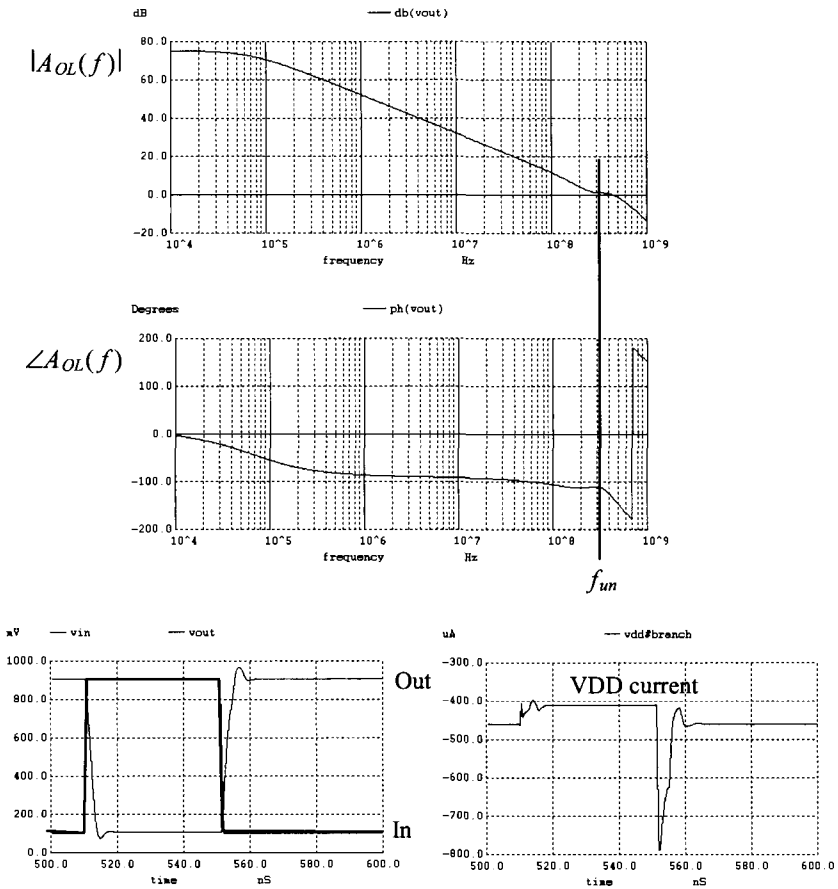 dB
db(vout)
|A_OL(f)|
80.0
60.0
40.0
20.0
0.0
-20.0
10^4 10^5 10^6 10^7 10^8 10^9
frequency Hz
Degrees
ph(vout)
∠A_OL(f)
200.0
100.0
0.0
-100.0
-200.0
10^4 10^5 10^6 10^7 10^8 10^9
frequency Hz
f_un
mV vin vout
1000.0
800.0
600.0
400.0
200.0
0.0
Out
In
500.0 520.0 540.0 560.0 580.0 600.0
time nS
uA vdd#branch
-300.0
-400.0
-500.0
-600.0
-700.0
-800.0
VDD current
500.0 520.0 540.0 560.0 580.0 600.0
time nS